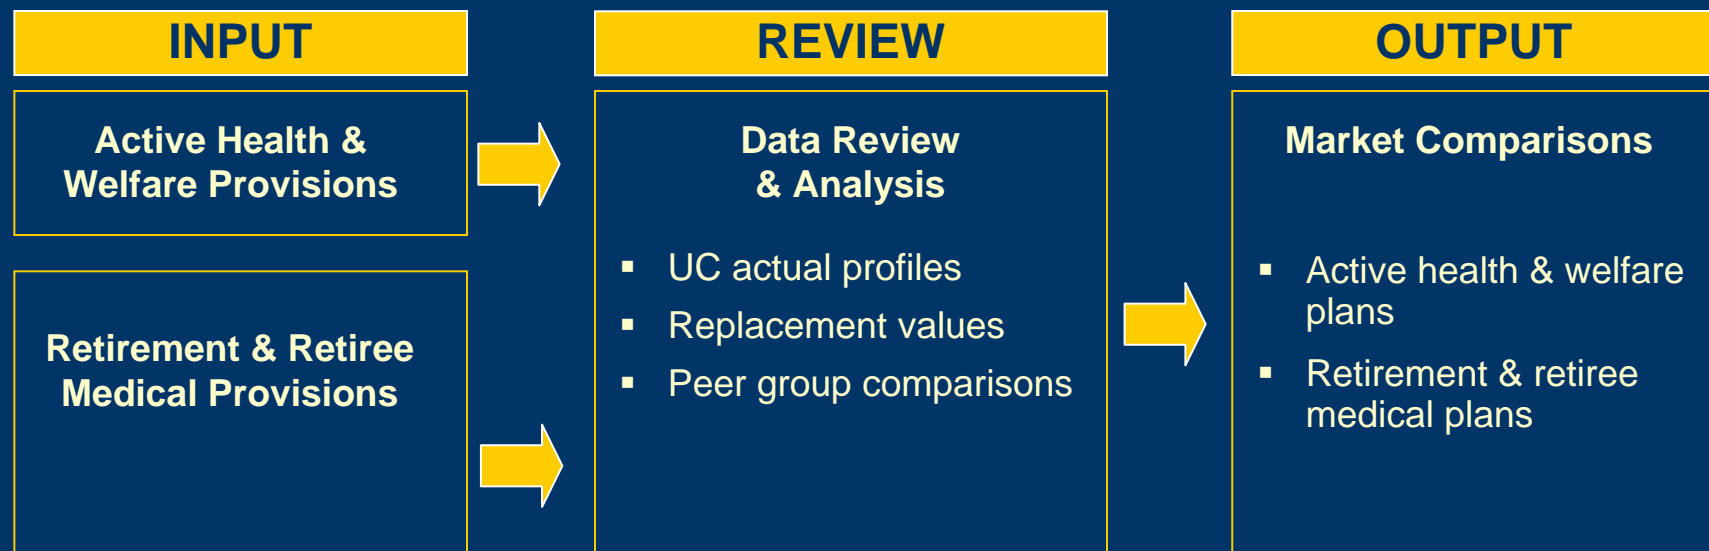 INPUT
Active Health &
Welfare Provisions
Retirement & Retiree
Medical Provisions
REVIEW
Data Review
& Analysis
▪ UC actual profiles
▪ Replacement values
▪ Peer group comparisons
OUTPUT
Market Comparisons
▪ Active health & welfare
plans
▪ Retirement & retiree
medical plans